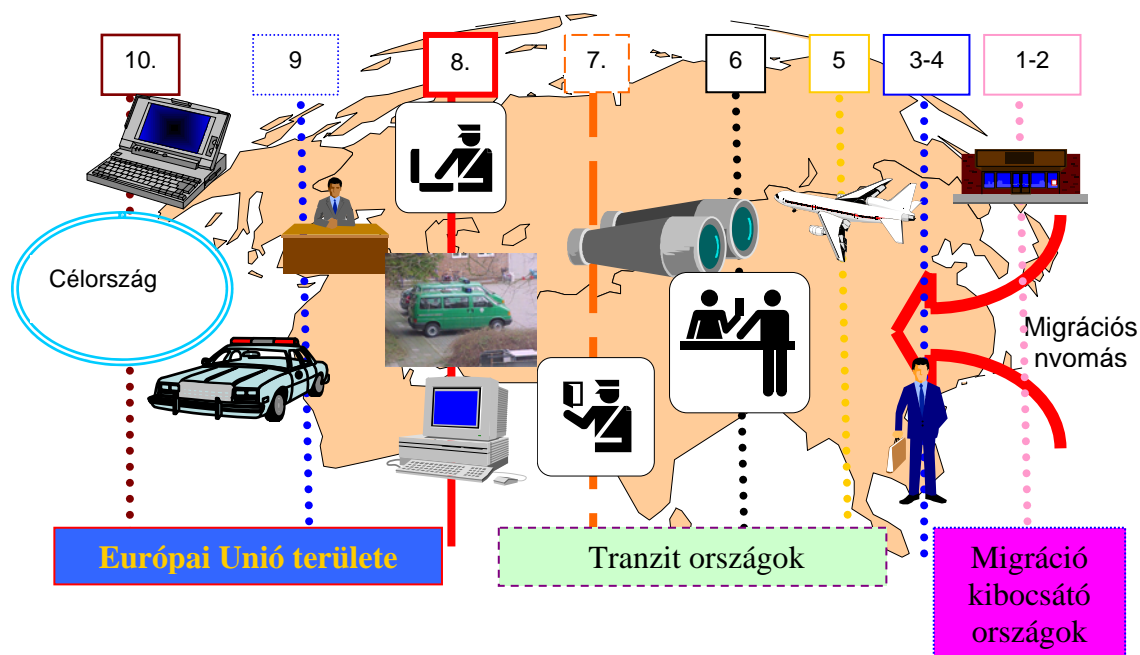 10.
9
8.
7.
6
5
3-4
1-2
Célország
Migrációs
nvomás
Európai Unió területe
Tranzit országok
Migráció
kibocsátó
országok